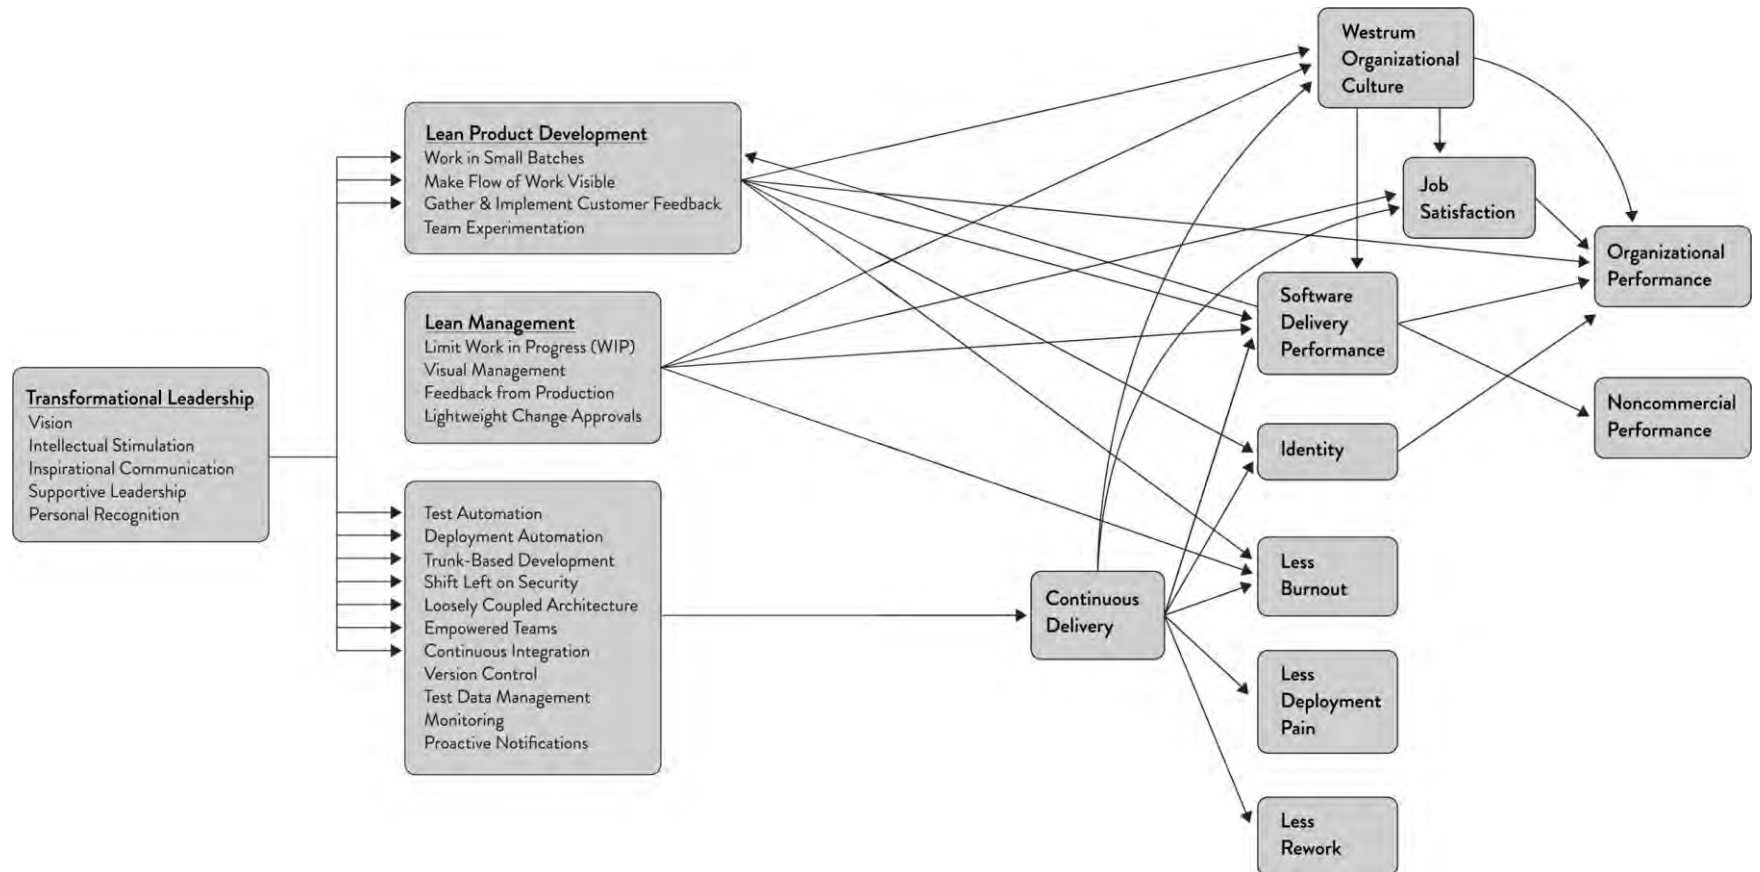 Transformational Leadership
Vision
Intellectual Stimulation
Inspirational Communication
Supportive Leadership
Personal Recognition
Lean Product Development
Work in Small Batches
Make Flow of Work Visible
Gather & Implement Customer Feedback
Team Experimentation
Lean Management
Limit Work in Progress (WIP)
Visual Management
Feedback from Production
Lightweight Change Approvals
Test Automation
Deployment Automation
Trunk-Based Development
Shift Left on Security
Loosely Coupled Architecture
Empowered Teams
Continuous Integration
Version Control
Test Data Management
Monitoring
Proactive Notifications
Continuous
Delivery
Westrum
Organizational
Culture
Job
Satisfaction
Software
Delivery
Performance
Identity
Less
Burnout
Less
Deployment
Pain
Less
Rework
Organizational
Performance
Noncommercial
Performance